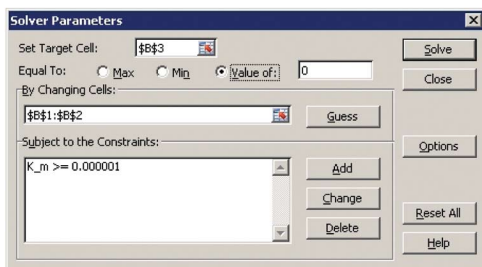 Solver Parameters
Set Target Cell: $B$3
Solve
Equal To: Max Min Value of: 0
Close
By Changing Cells:
$B$1:$B$2
Guess
Subject to the Constraints:
Options
K_m >= 0.000001
Add
Change
Reset All
Delete
Help